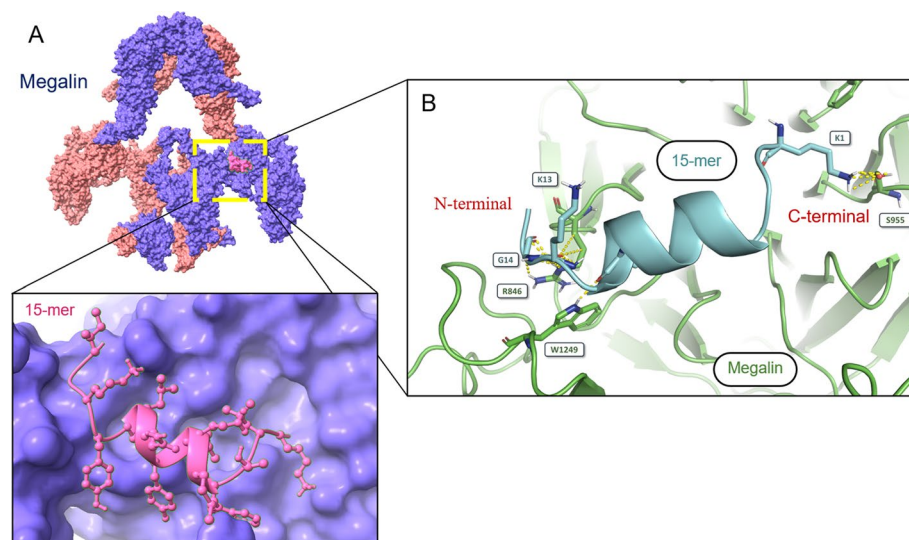 A
Megalin
15-mer
B
15-mer
K1
K13
N-terminal
C-terminal
S955
G14
R846
W1249
Megalin